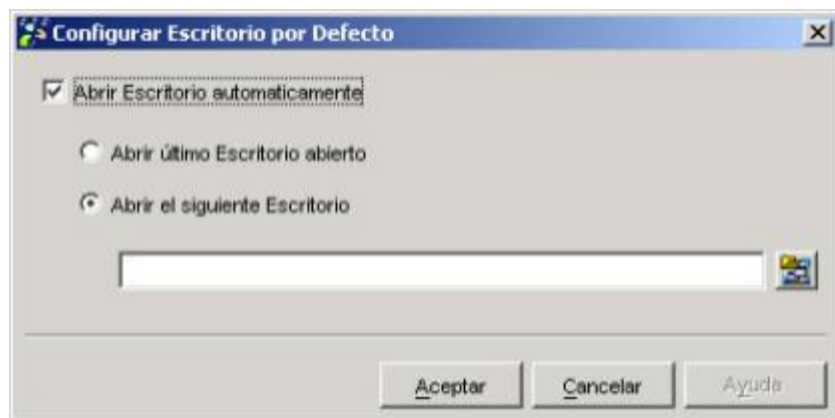 Configurar Escritorio por Defecto
Abrir Escritorio automaticamente
Abrir último Escritorio abierto
Abrir el siguiente Escritorio
Aceptar Cancelar Ayuda